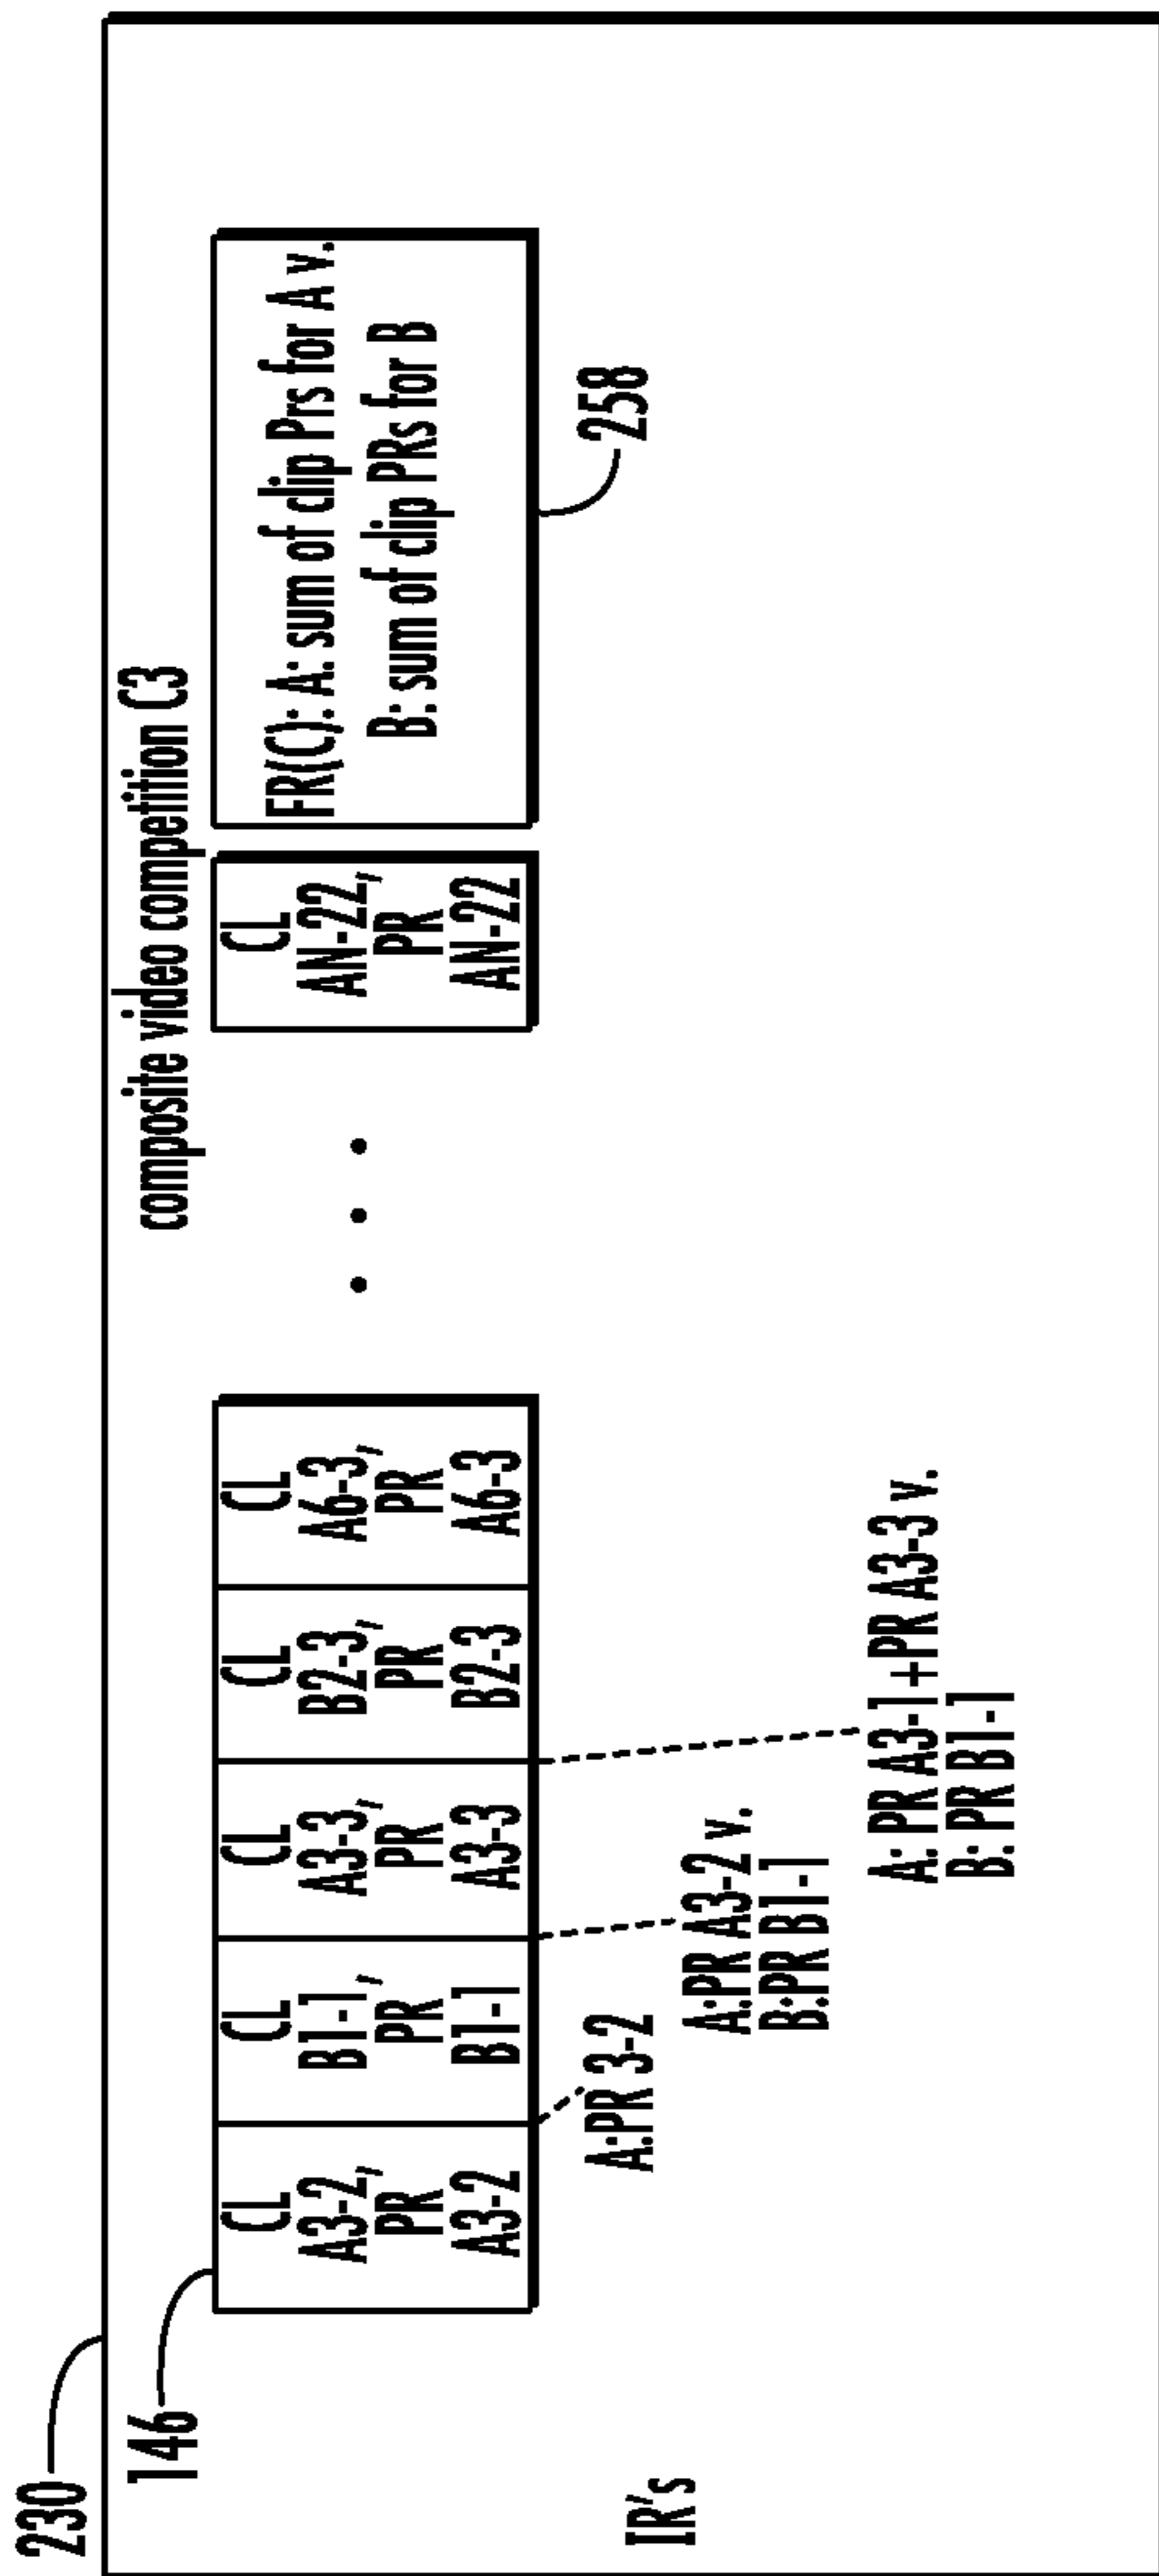 230
146
composite video competition C3
CL
A3-2,
PR
A3-2
CL
B1-1,
PR
B1-1
CL
A3-3,
PR
A3-3
CL
B2-3,
PR
B2-3
CL
A6-3,
PR
A6-3
CL
AN-22,
PR
AN-22
FR(C): A: sum of clip Prs for A v.
B: sum of clip PRs for B
258
IR's
A:PR 3-2
A:PR A3-2 v.
B:PR B1-1
A: PR A3-1+PR A3-3 v.
B: PR B1-1